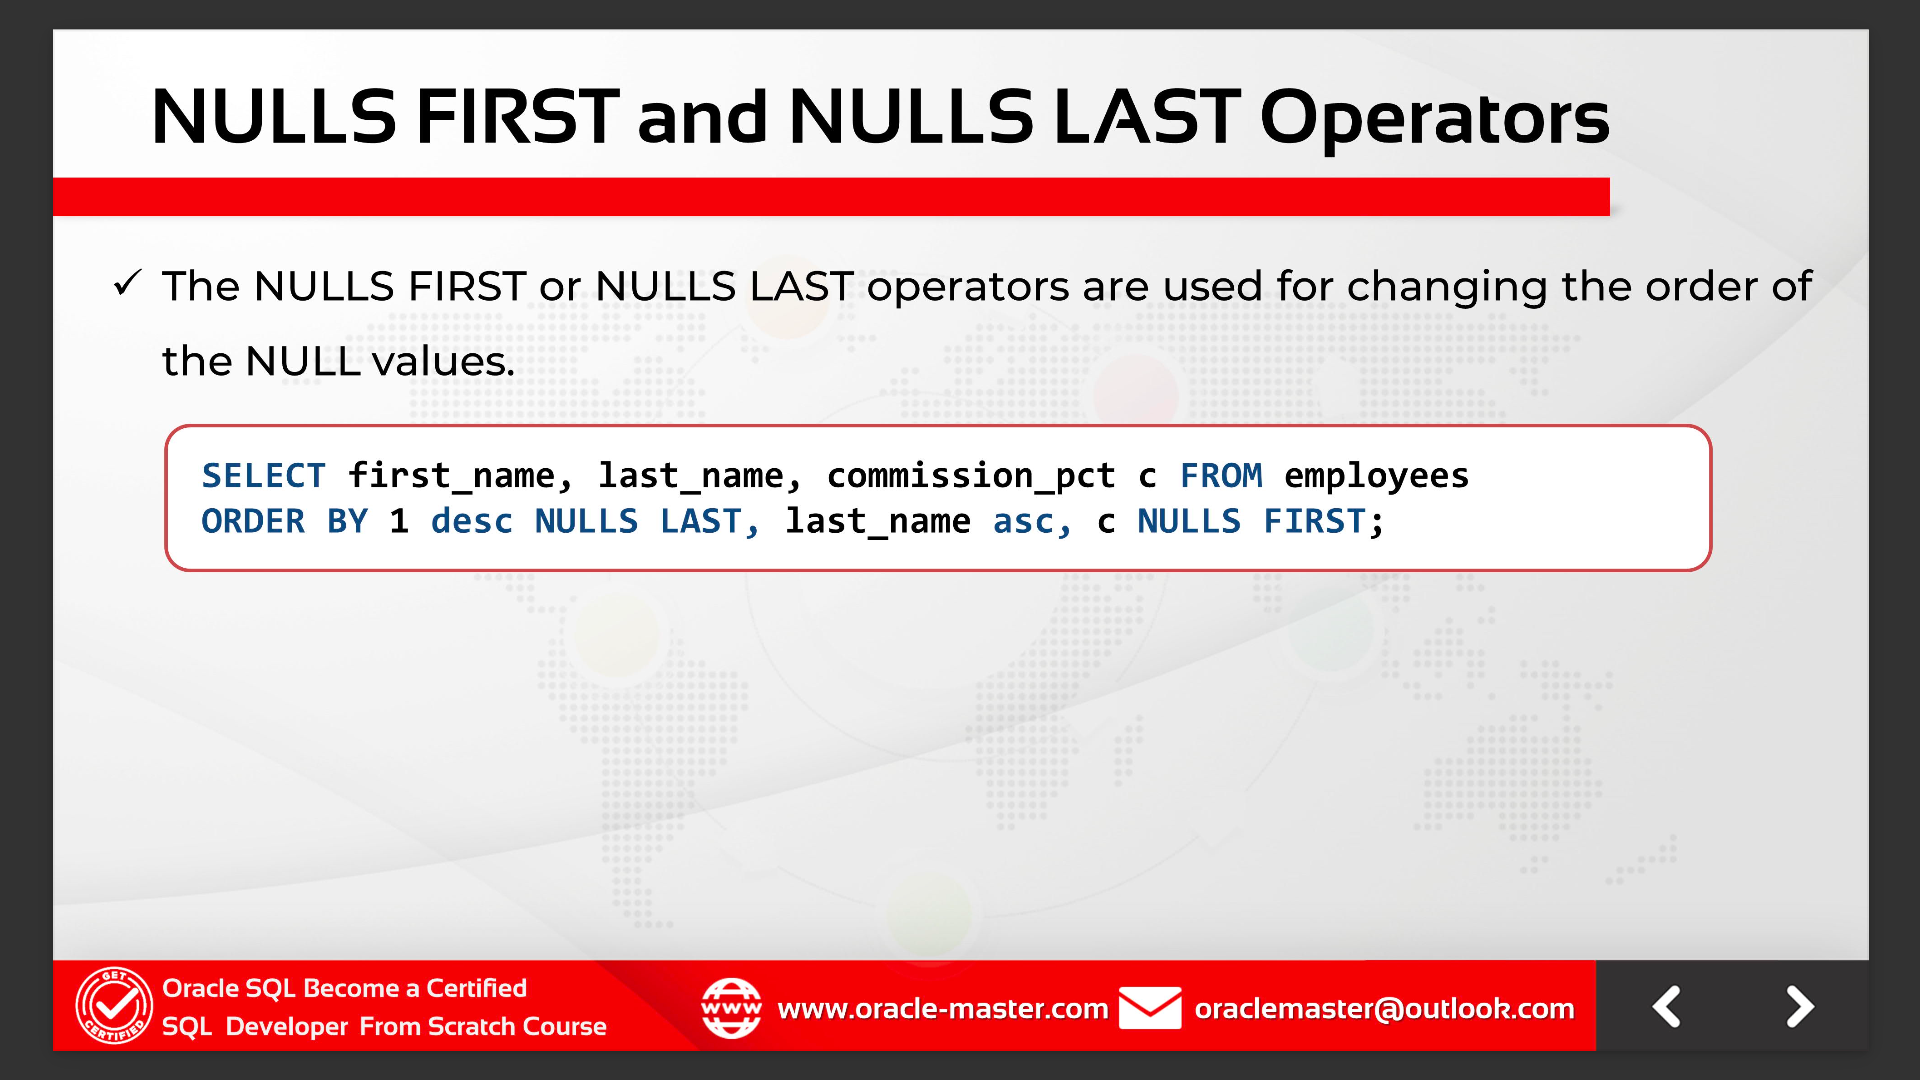 NULLS FIRST and NULLS LAST Operators
✓ The NULLS FIRST or NULLS LAST operators are used for changing the order of
the NULL values.
SELECT first_name, last_name, commission_pct c FROM employees
ORDER BY 1 desc NULLS LAST, last_name asc, c NULLS FIRST;
GET
CERTIFIED
Oracle SQL Become a Certified
SQL Developer From Scratch Course
www
www.oracle-master.com
oraclemaster@outlook.com